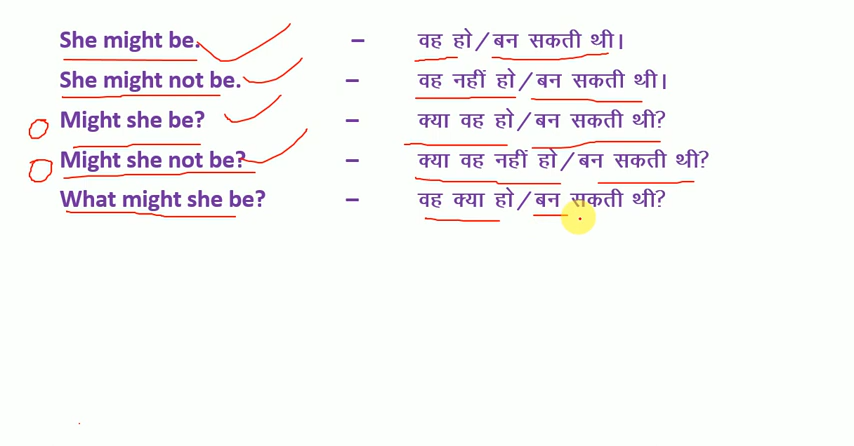 She might be. – वह हो/बन सकती थी।
She might not be. – वह नहीं हो/बन सकती थी।
Might she be? – क्या वह हो/बन सकती थी?
Might she not be? – क्या वह नहीं हो/बन सकती थी?
What might she be? – वह क्या हो/बन सकती थी?